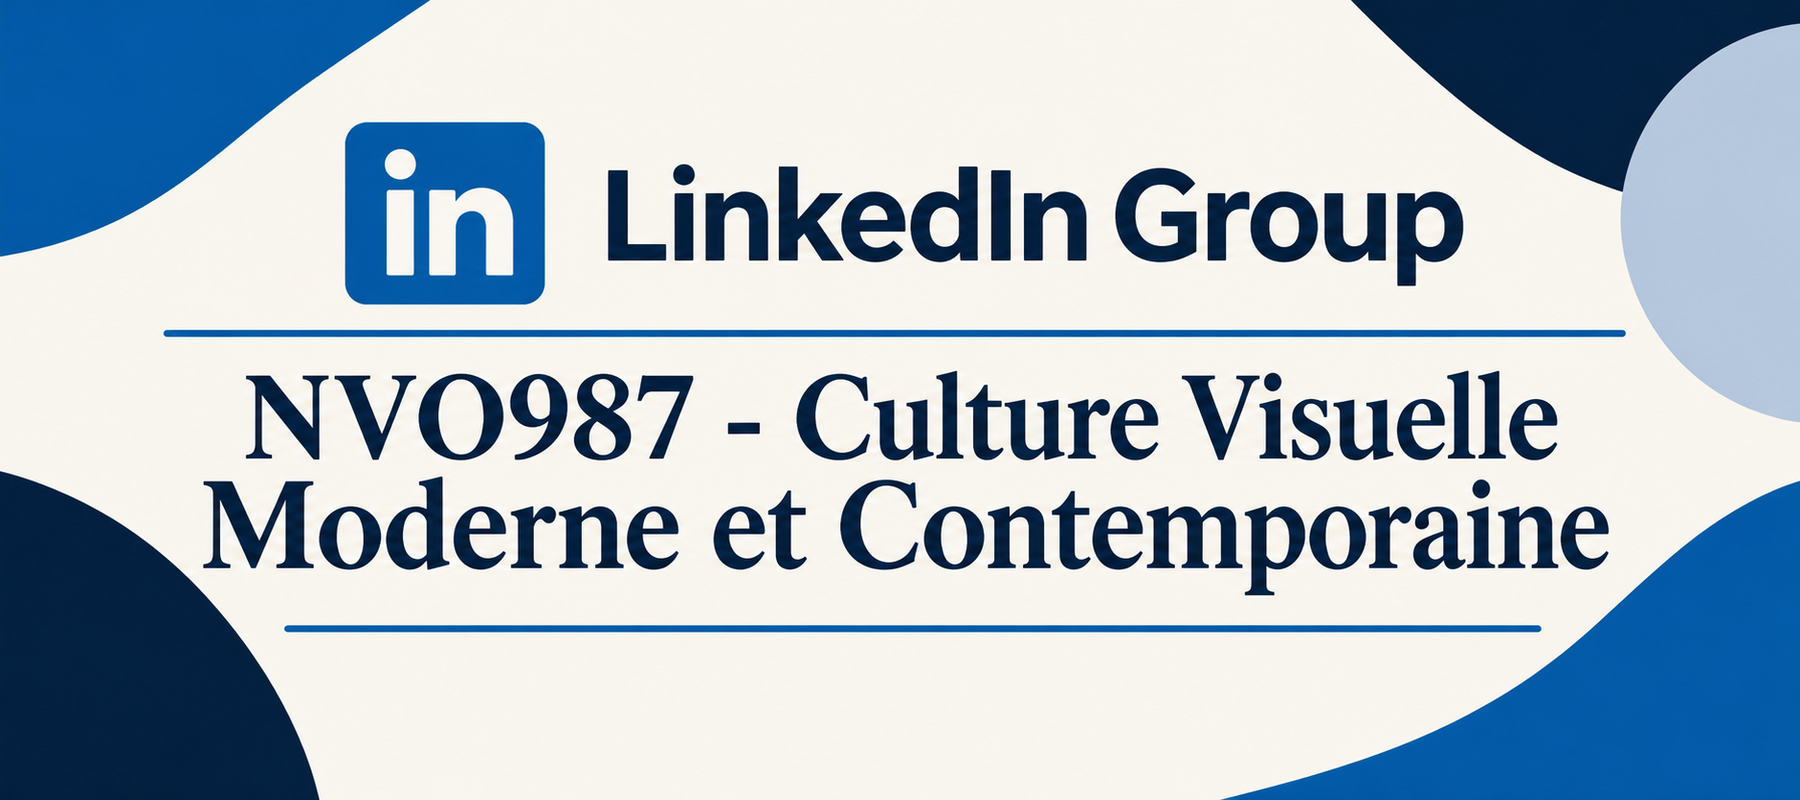 in LinkedIn Group
NVO987 - Culture Visuelle
Moderne et Contemporaine